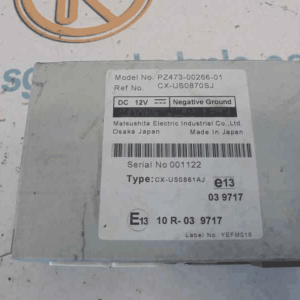 Model No. PZ473-00266-01
Ref No. CX-US0870SJ
DC 12V Negative Ground
Matsushita Electric Industrial Co.,Ltd.
Osaka Japan Made in Japan
Serial No 001122
Type: CX-US0861AJ e13
03 9717
E13 10 R- 03 9717
Label No. YEFM516